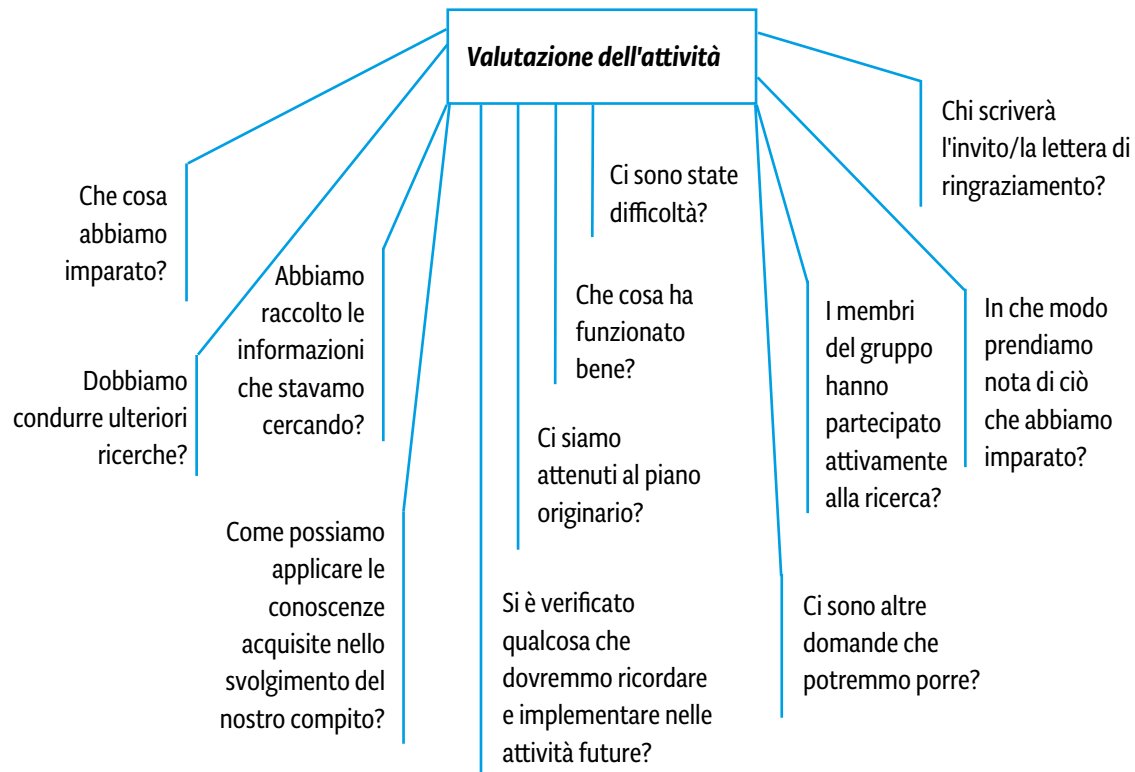 Valutazione dell'attività
Che cosa
abbiamo
imparato?
Dobbiamo
condurre ulteriori
ricerche?
Abbiamo
raccolto le
informazioni
che stavamo
cercando?
Come possiamo
applicare le
conoscenze
acquisite nello
svolgimento del
nostro compito?
Si è verificato
qualcosa che
dovremmo ricordare
e implementare nelle
attività future?
Ci siamo
attenuti al piano
originario?
Che cosa ha
funzionato
bene?
Ci sono state
difficoltà?
Ci sono altre
domande che
potremmo porre?
I membri
del gruppo
hanno
partecipato
attivamente
alla ricerca?
In che modo
prendiamo
nota di ciò
che abbiamo
imparato?
Chi scriverà
l'invito/la lettera di
ringraziamento?